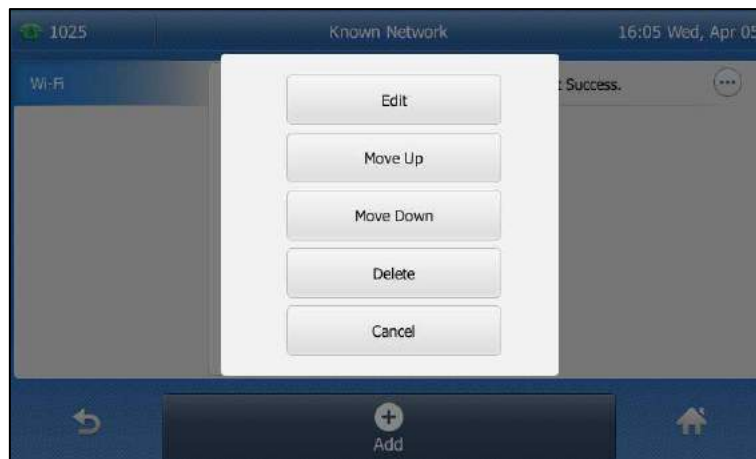 1025 Known Network 16:05 Wed, Apr 05
Wi-Fi
Success.
Edit
Move Up
Move Down
Delete
Cancel
Add